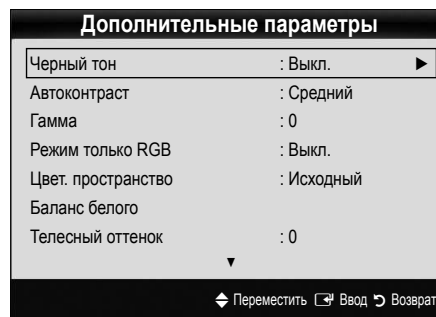 Дополнительные параметры
Черный тон : Выкл. ▶
Автоконтраст : Средний
Гамма : 0
Режим только RGB : Выкл.
Цвет. пространство : Исходный
Баланс белого
Телесный оттенок : 0
▼
Переместить Ввод Возврат